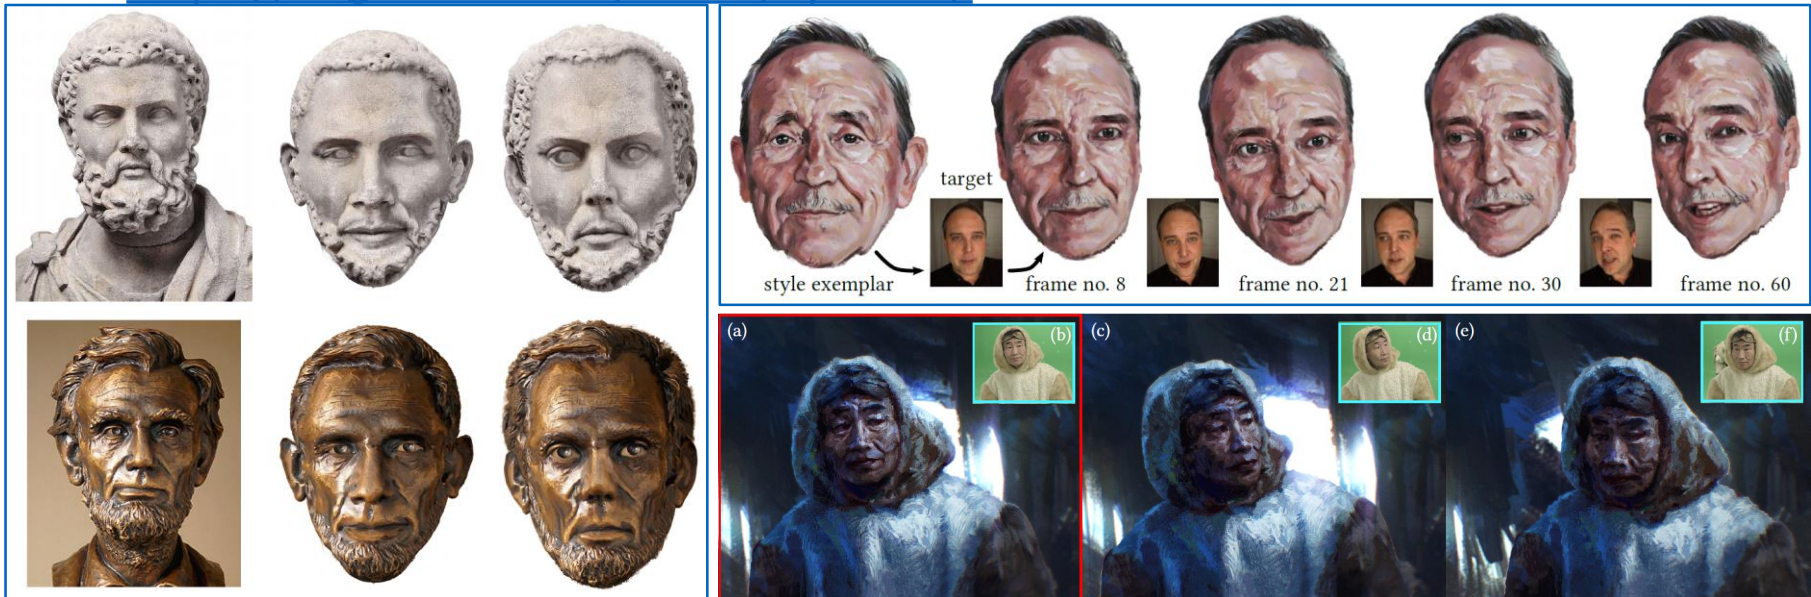 target
style exemplar
frame no. 8
frame no. 21
frame no. 30
frame no. 60
(a)
(b)
(c)
(d)
(e)
(f)